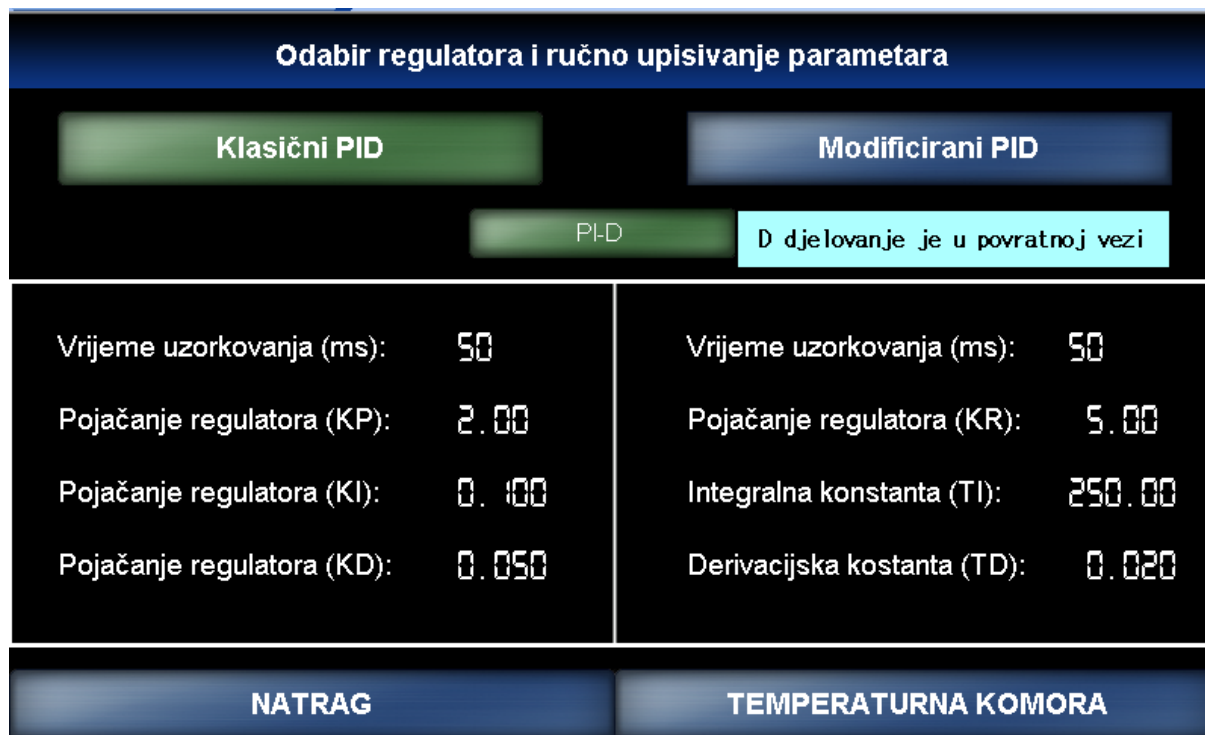 Odabir regulatora i ručno upisivanje parametara
Klasični PID
Modificirani PID
PI-D
D djelovanje je u povratnoj vezi
Vrijeme uzorkovanja (ms): 50
Pojačanje regulatora (KP): 2.00
Pojačanje regulatora (KI): 0.100
Pojačanje regulatora (KD): 0.050
Vrijeme uzorkovanja (ms): 50
Pojačanje regulatora (KR): 5.00
Integralna konstanta (TI): 250.00
Derivacijska kostanta (TD): 0.020
NATRAG
TEMPERATURNA KOMORA